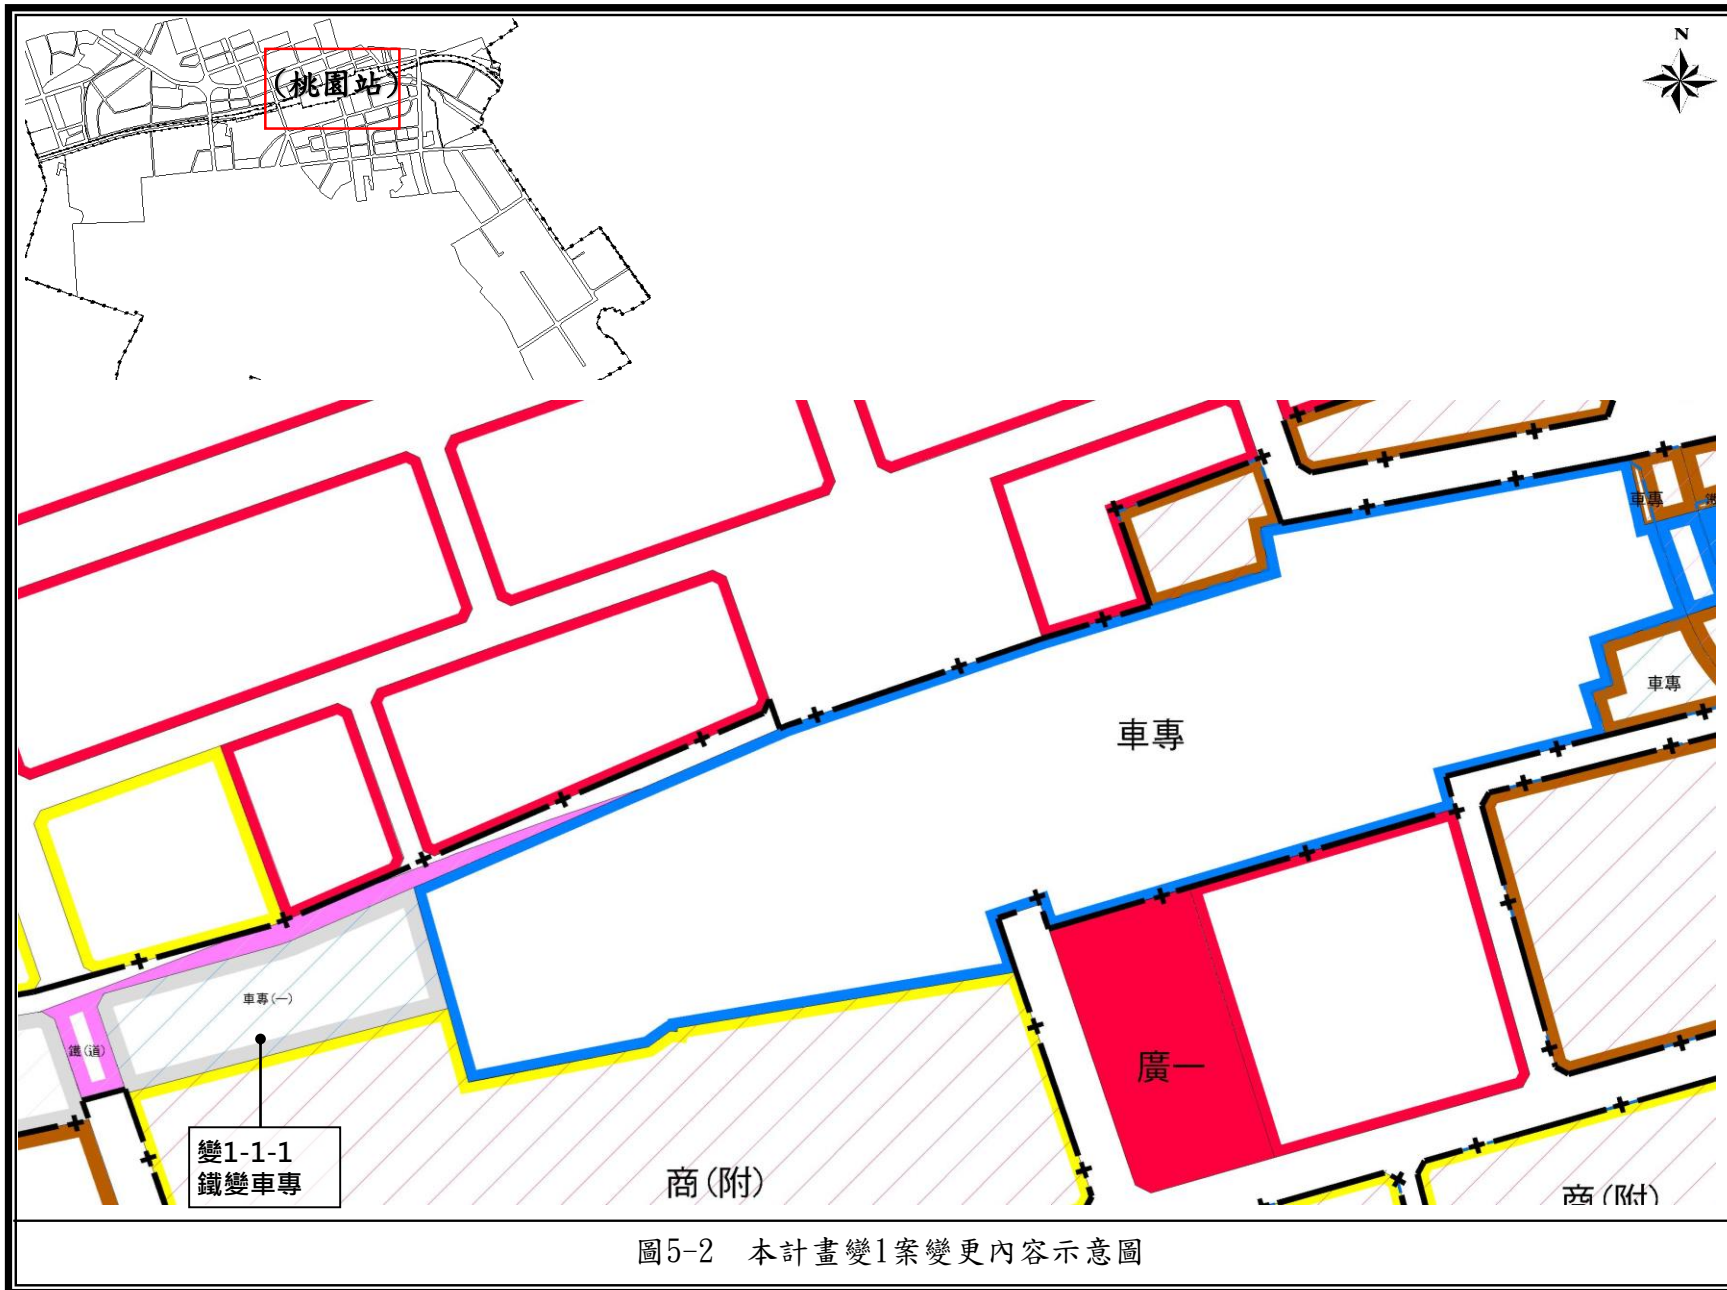 (桃園站)
N
車專
車專
車專
車專(一)
鐵(道)
廣一
變1-1-1
鐵變車專
商(附)
商(附)
圖5-2　本計畫變1案變更內容示意圖